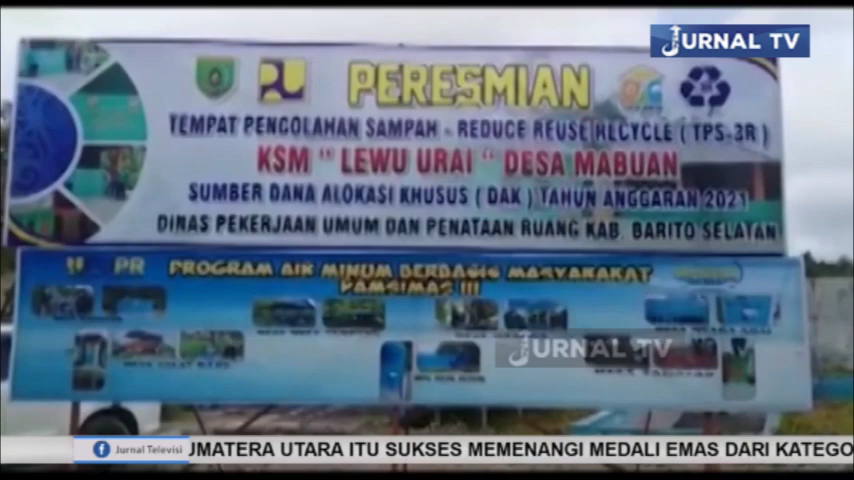 JURNAL TV
PERESMIAN
TEMPAT PENGOLAHAN SAMPAH - REDUCE REUSE RECYCLE ( TPS-3R )
KSM " LEWU URAI " DESA MABUAN
SUMBER DANA ALOKASI KHUSUS ( DAK ) TAHUN ANGGARAN 2021
DINAS PEKERJAAN UMUM DAN PENATAAN RUANG KAB. BARITO SELATAN
PROGRAM AIR MINUM BERBASIS MASYARAKAT
PAMSIMAS III
JURNAL TV
Jurnal Televisi
UMATERA UTARA ITU SUKSES MEMENANGI MEDALI EMAS DARI KATEGO